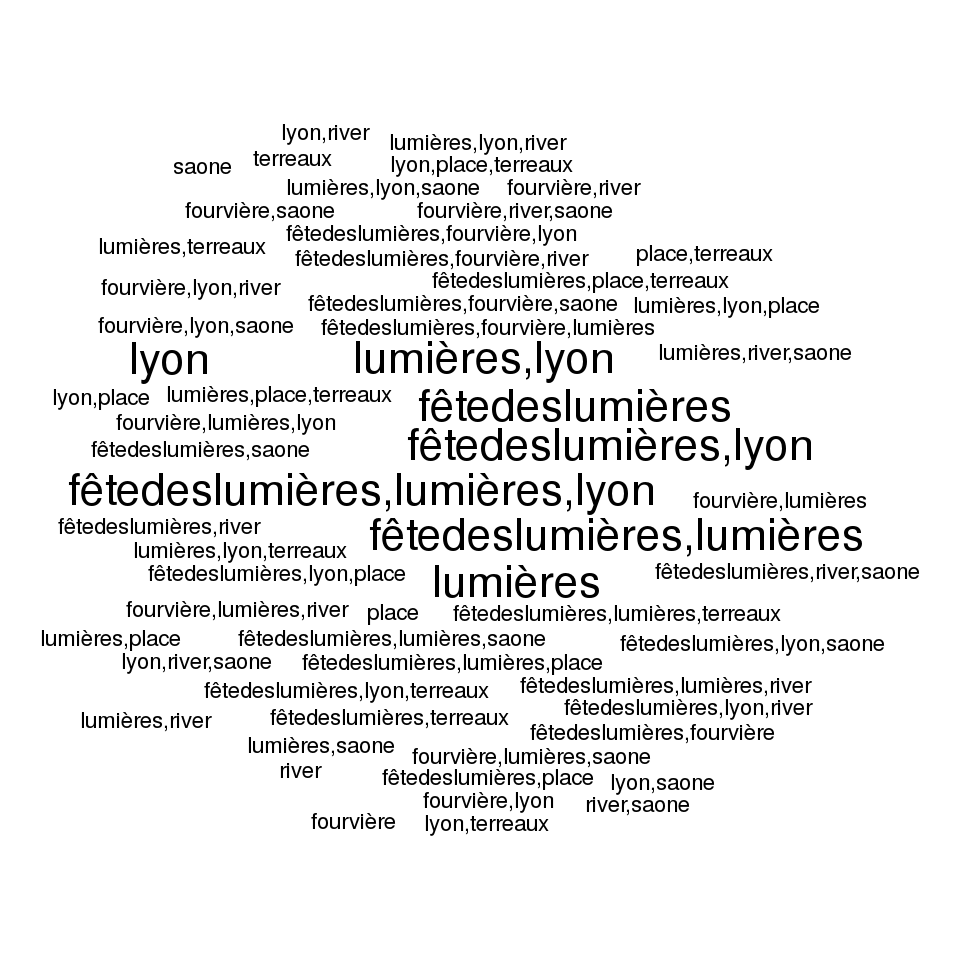 lyon,river
lumières,lyon,river
saone
terreaux
lyon,place,terreaux
lumières,lyon,saone
fourvière,river
fourvière,saone
fourvière,river,saone
fêtedeslumières,fourvière,lyon
lumières,terreaux
fêtedeslumières,fourvière,river
place,terreaux
fourvière,lyon,river
fêtedeslumières,place,terreaux
fêtedeslumières,fourvière,saone
lumières,lyon,place
fourvière,lyon,saone
fêtedeslumières,fourvière,lumières
lyon
lumières,lyon
lumières,river,saone
lyon,place
lumières,place,terreaux
fêtedeslumières
fourvière,lumières,lyon
fêtedeslumières,saone
fêtedeslumières,lyon
fêtedeslumières,lumières,lyon
fourvière,lumières
fêtedeslumières,river
fêtedeslumières,lumières
lumières,lyon,terreaux
fêtedeslumières,lyon,place
lumières
fêtedeslumières,river,saone
fourvière,lumières,river
place
fêtedeslumières,lumières,terreaux
lumières,place
fêtedeslumières,lumières,saone
fêtedeslumières,lyon,saone
lyon,river,saone
fêtedeslumières,lumières,place
fêtedeslumières,lyon,terreaux
fêtedeslumières,lumières,river
fêtedeslumières,lyon,river
lumières,river
fêtedeslumières,terreaux
fêtedeslumières,fourvière
lumières,saone
fourvière,lumières,saone
river
fêtedeslumières,place
lyon,saone
fourvière,lyon
river,saone
fourvière
lyon,terreaux